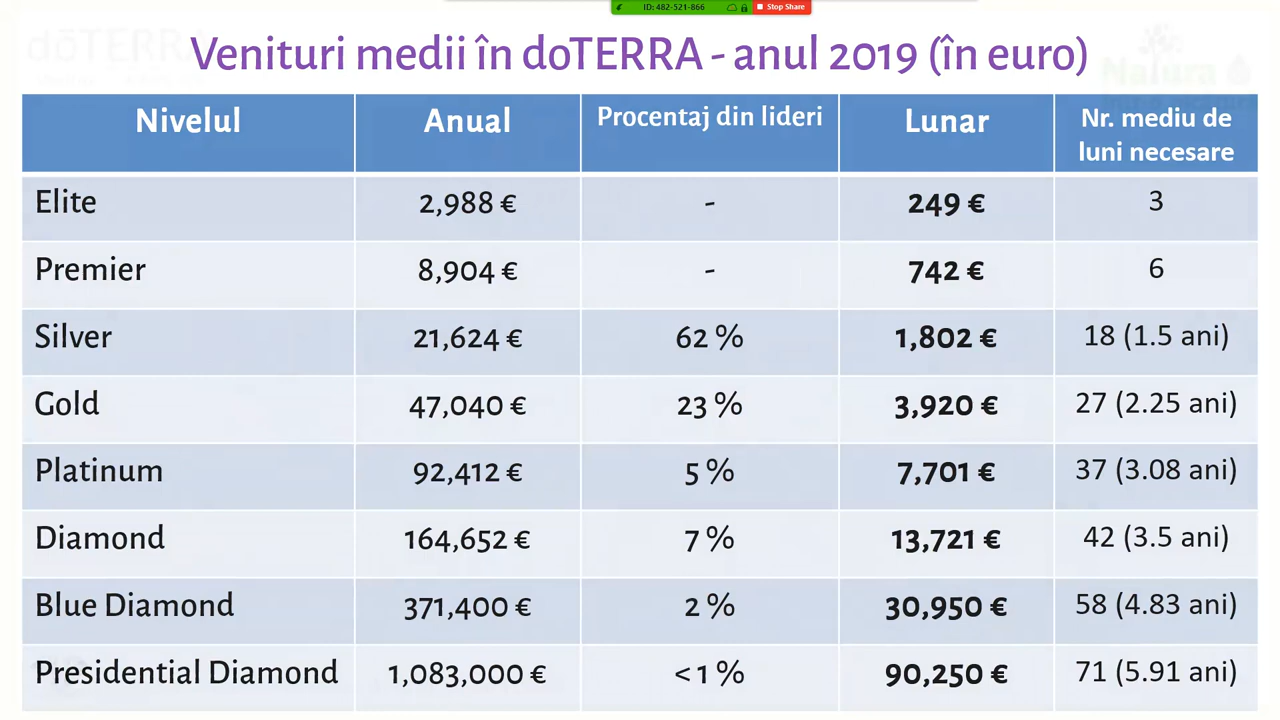 ID: 482-521-866 Stop Share
dōTERRA
Venituri medii în doTERRA - anul 2019 (în euro)
Natura
Nivelul Anual Procentaj din lideri Lunar Nr. mediu de
luni necesare
Elite 2,988 € - 249 € 3
Premier 8,904 € - 742 € 6
Silver 21,624 € 62 % 1,802 € 18 (1.5 ani)
Gold 47,040 € 23 % 3,920 € 27 (2.25 ani)
Platinum 92,412 € 5 % 7,701 € 37 (3.08 ani)
Diamond 164,652 € 7 % 13,721 € 42 (3.5 ani)
Blue Diamond 371,400 € 2 % 30,950 € 58 (4.83 ani)
Presidential Diamond 1,083,000 € < 1 % 90,250 € 71 (5.91 ani)